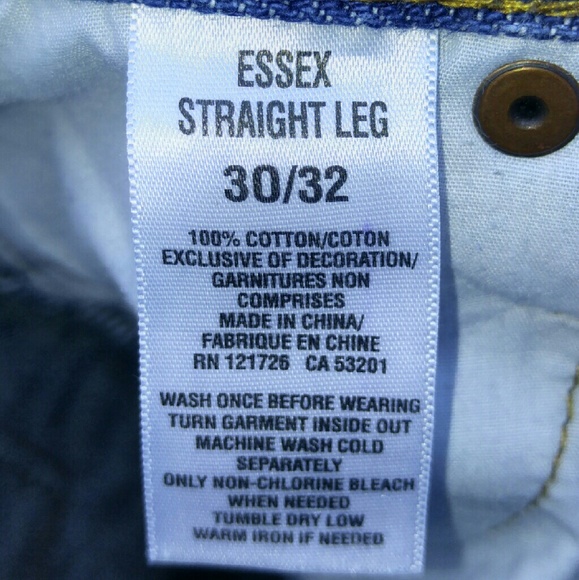 ESSEX
STRAIGHT LEG
30/32
100% COTTON/COTON
EXCLUSIVE OF DECORATION/
GARNITURES NON
COMPRISES
MADE IN CHINA/
FABRIQUE EN CHINE
RN 121726 CA 53201
WASH ONCE BEFORE WEARING
TURN GARMENT INSIDE OUT
MACHINE WASH COLD
SEPARATELY
ONLY NON-CHLORINE BLEACH
WHEN NEEDED
TUMBLE DRY LOW
WARM IRON IF NEEDED